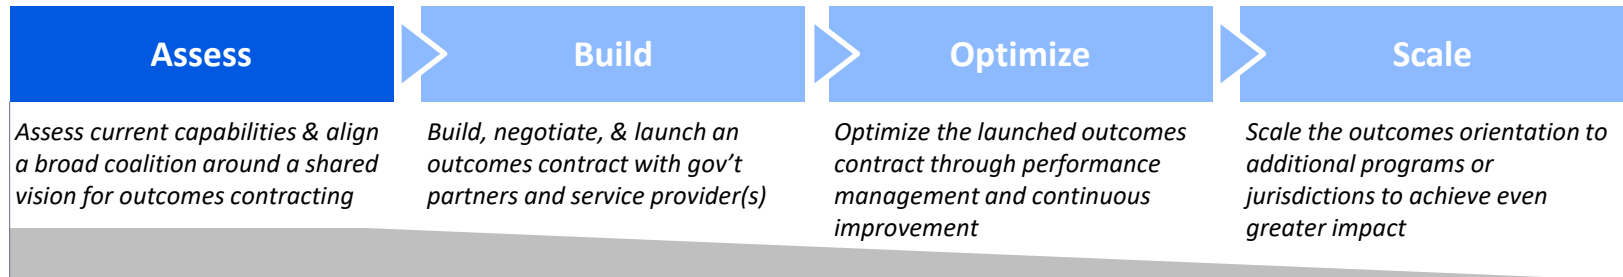 Assess
Build
Optimize
Scale
Assess current capabilities & align
a broad coalition around a shared
vision for outcomes contracting
Build, negotiate, & launch an
outcomes contract with gov’t
partners and service provider(s)
Optimize the launched outcomes
contract through performance
management and continuous
improvement
Scale the outcomes orientation to
additional programs or
jurisdictions to achieve even
greater impact